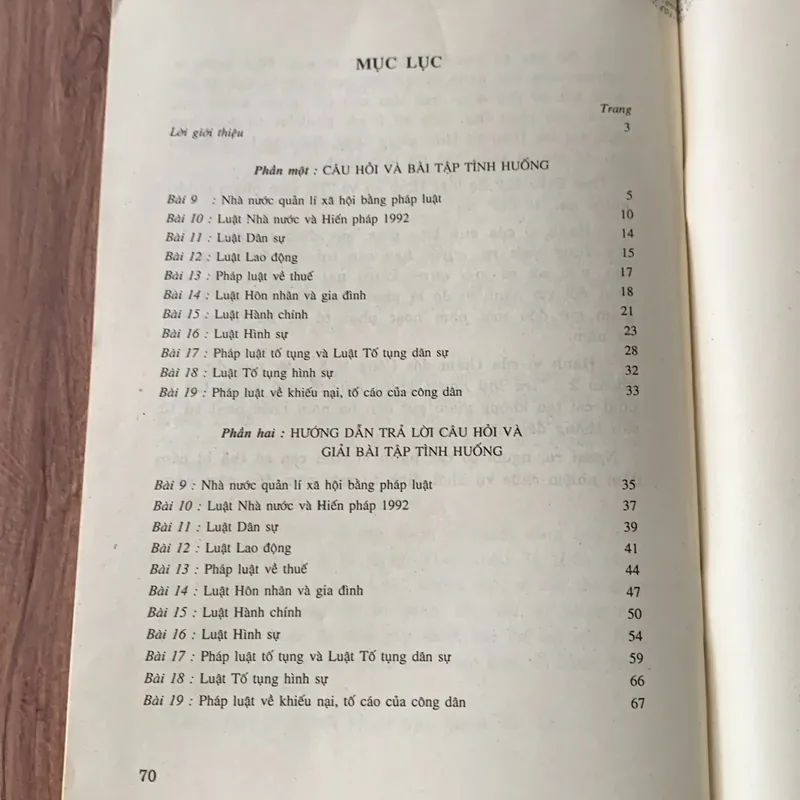 MỤC LỤC
Trang
Lời giới thiệu 3
Phần một : CÂU HỎI VÀ BÀI TẬP TÌNH HUỐNG
Bài 9 : Nhà nước quản lí xã hội bằng pháp luật 5
Bài 10 : Luật Nhà nước và Hiến pháp 1992 10
Bài 11 : Luật Dân sự 14
Bài 12 : Luật Lao động 15
Bài 13 : Pháp luật về thuế 17
Bài 14 : Luật Hôn nhân và gia đình 18
Bài 15 : Luật Hành chính 21
Bài 16 : Luật Hình sự 23
Bài 17 : Pháp luật tố tụng và Luật Tố tụng dân sự 28
Bài 18 : Luật Tố tụng hình sự 32
Bài 19 : Pháp luật về khiếu nại, tố cáo của công dân 33
Phần hai : HƯỚNG DẪN TRẢ LỜI CÂU HỎI VÀ
GIẢI BÀI TẬP TÌNH HUỐNG
Bài 9 : Nhà nước quản lí xã hội bằng pháp luật 35
Bài 10 : Luật Nhà nước và Hiến pháp 1992 37
Bài 11 : Luật Dân sự 39
Bài 12 : Luật Lao động 41
Bài 13 : Pháp luật về thuế 44
Bài 14 : Luật Hôn nhân và gia đình 47
Bài 15 : Luật Hành chính 50
Bài 16 : Luật Hình sự 54
Bài 17 : Pháp luật tố tụng và Luật Tố tụng dân sự 59
Bài 18 : Luật Tố tụng hình sự 66
Bài 19 : Pháp luật về khiếu nại, tố cáo của công dân 67
70